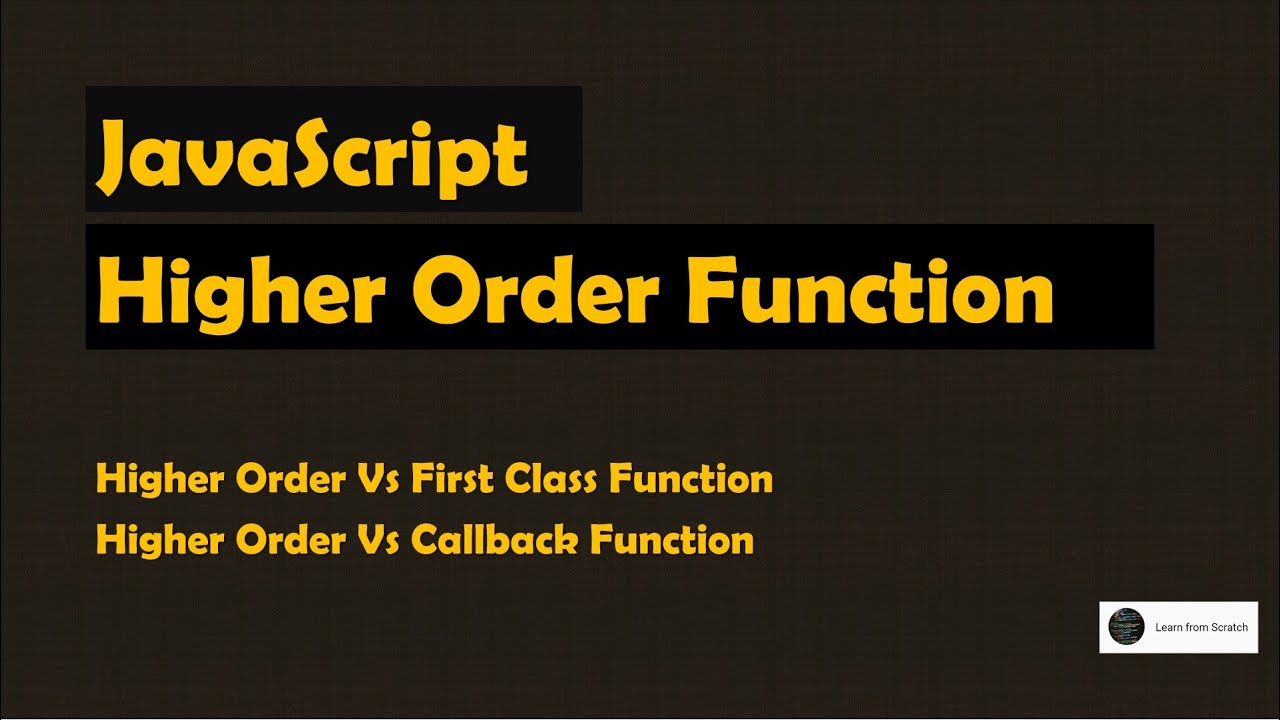 JavaScript
Higher Order Function
Higher Order Vs First Class Function
Higher Order Vs Callback Function
Learn from Scratch